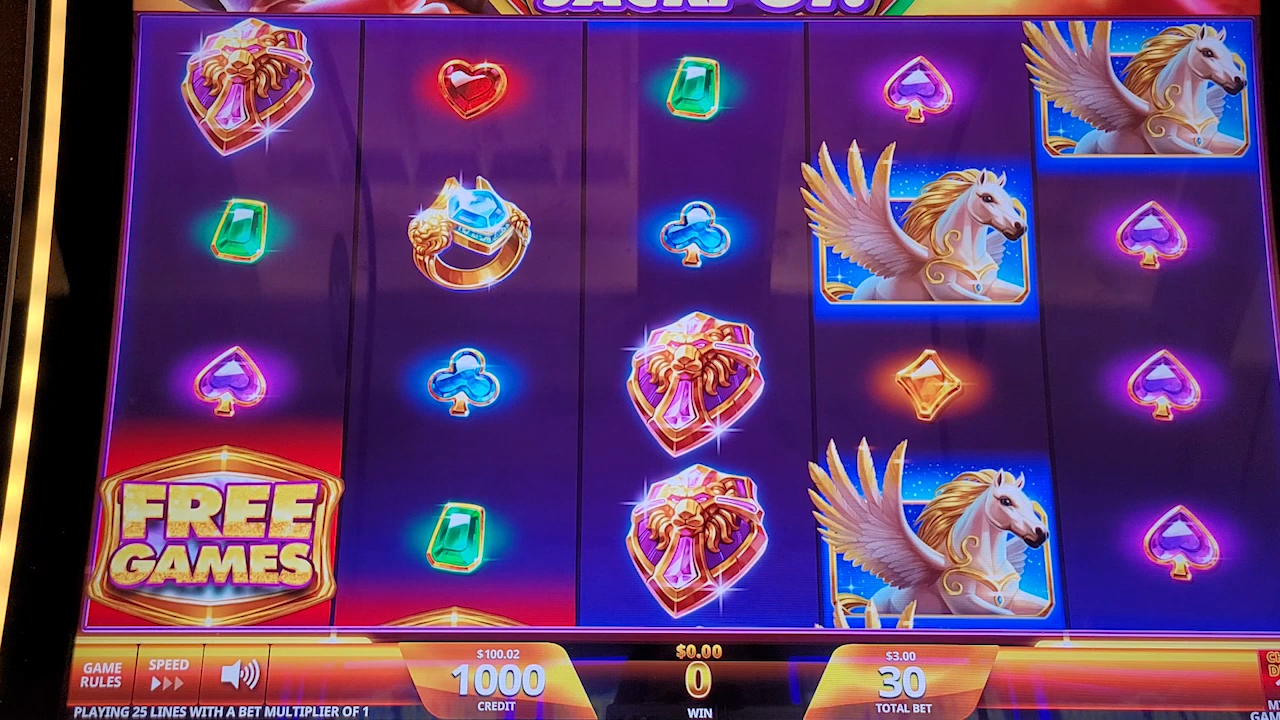 JACKPOT!
FREE
GAMES
GAME
RULES
SPEED
$100.02
1000
CREDIT
$0.00
0
WIN
$3.00
30
TOTAL BET
PLAYING 25 LINES WITH A BET MULTIPLIER OF 1